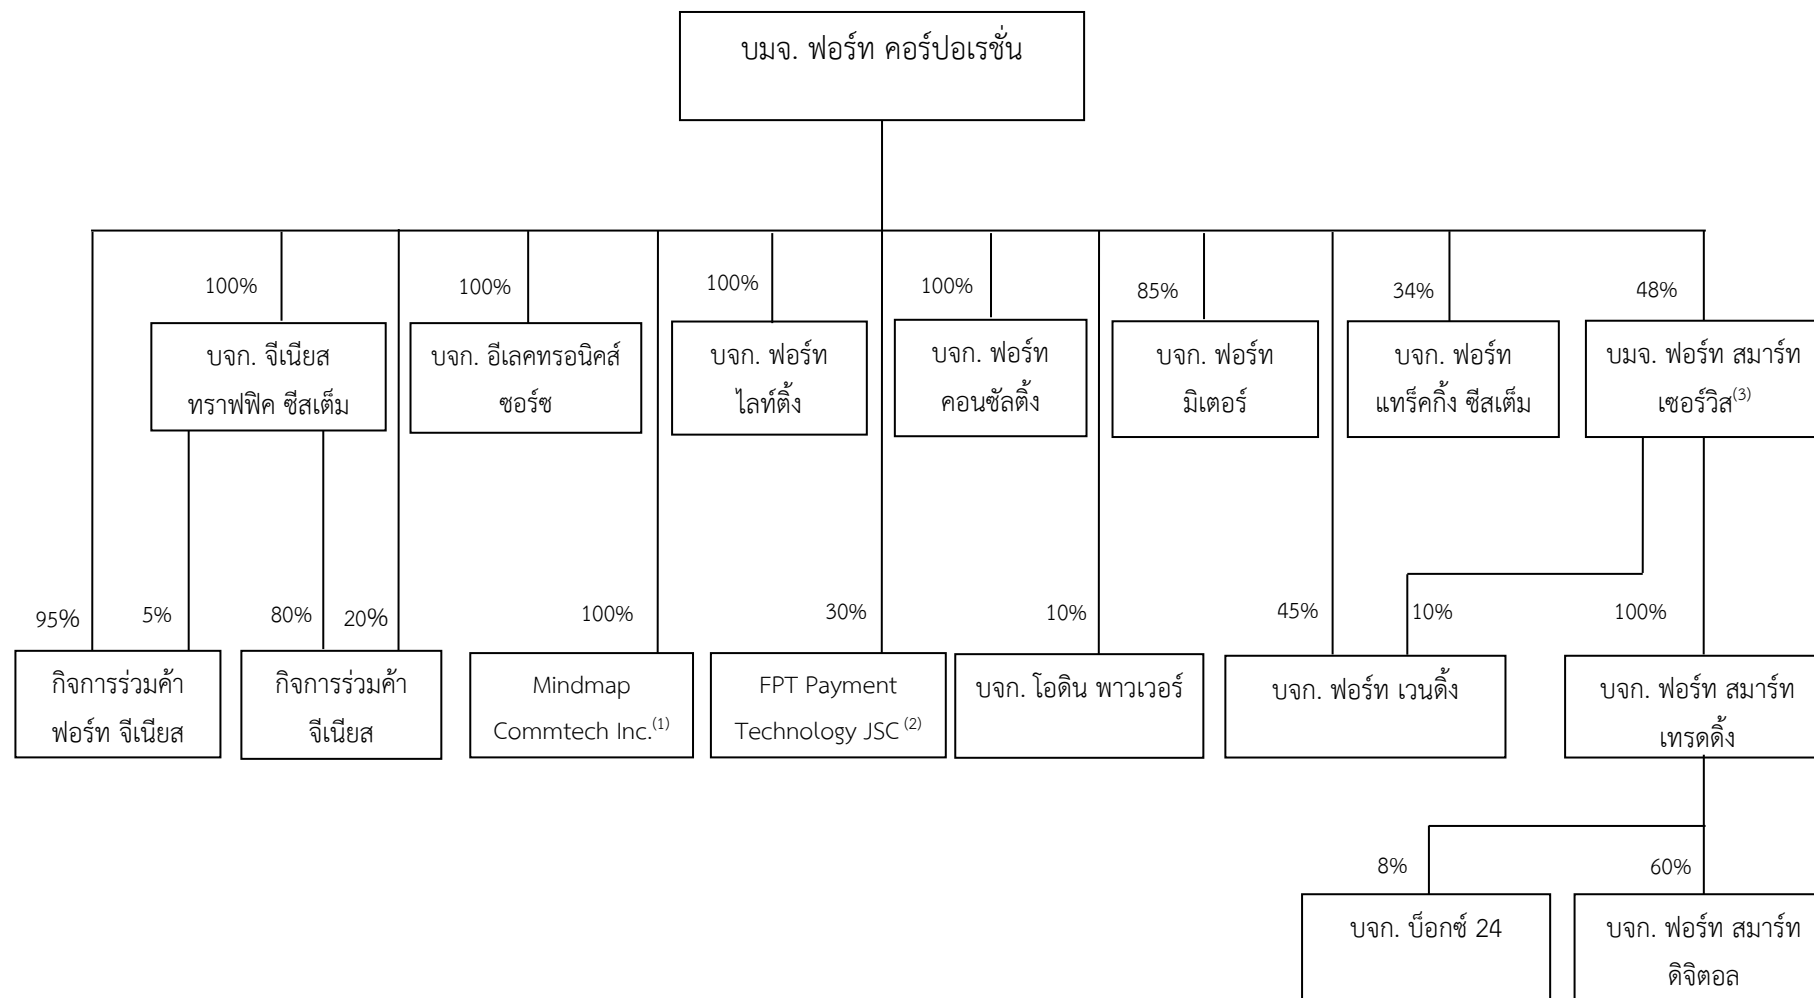 บมจ. ฟอร์ท คอร์ปอเรชั่น
100%
100%
100%
100%
85%
34%
48%
บจก. จีเนียส
ทราฟฟิค ซีสเต็ม
บจก. อีเลคทรอนิคส์
ซอร์ซ
บจก. ฟอร์ท
ไลท์ติ้ง
บจก. ฟอร์ท
คอนซัลติ้ง
บจก. ฟอร์ท
มิเตอร์
บจก. ฟอร์ท
แทร็คกิ้ง ซีสเต็ม
บมจ. ฟอร์ท สมาร์ท
เซอร์วิส(3)
95%
5%
80%
20%
100%
30%
10%
45%
10%
100%
กิจการร่วมค้า
ฟอร์ท จีเนียส
กิจการร่วมค้า
จีเนียส
Mindmap
Commtech Inc.(1)
FPT Payment
Technology JSC (2)
บจก. โอดิน พาวเวอร์
บจก. ฟอร์ท เวนดิ้ง
บจก. ฟอร์ท สมาร์ท
เทรดดิ้ง
8%
60%
บจก. บ็อกซ์ 24
บจก. ฟอร์ท สมาร์ท
ดิจิตอล